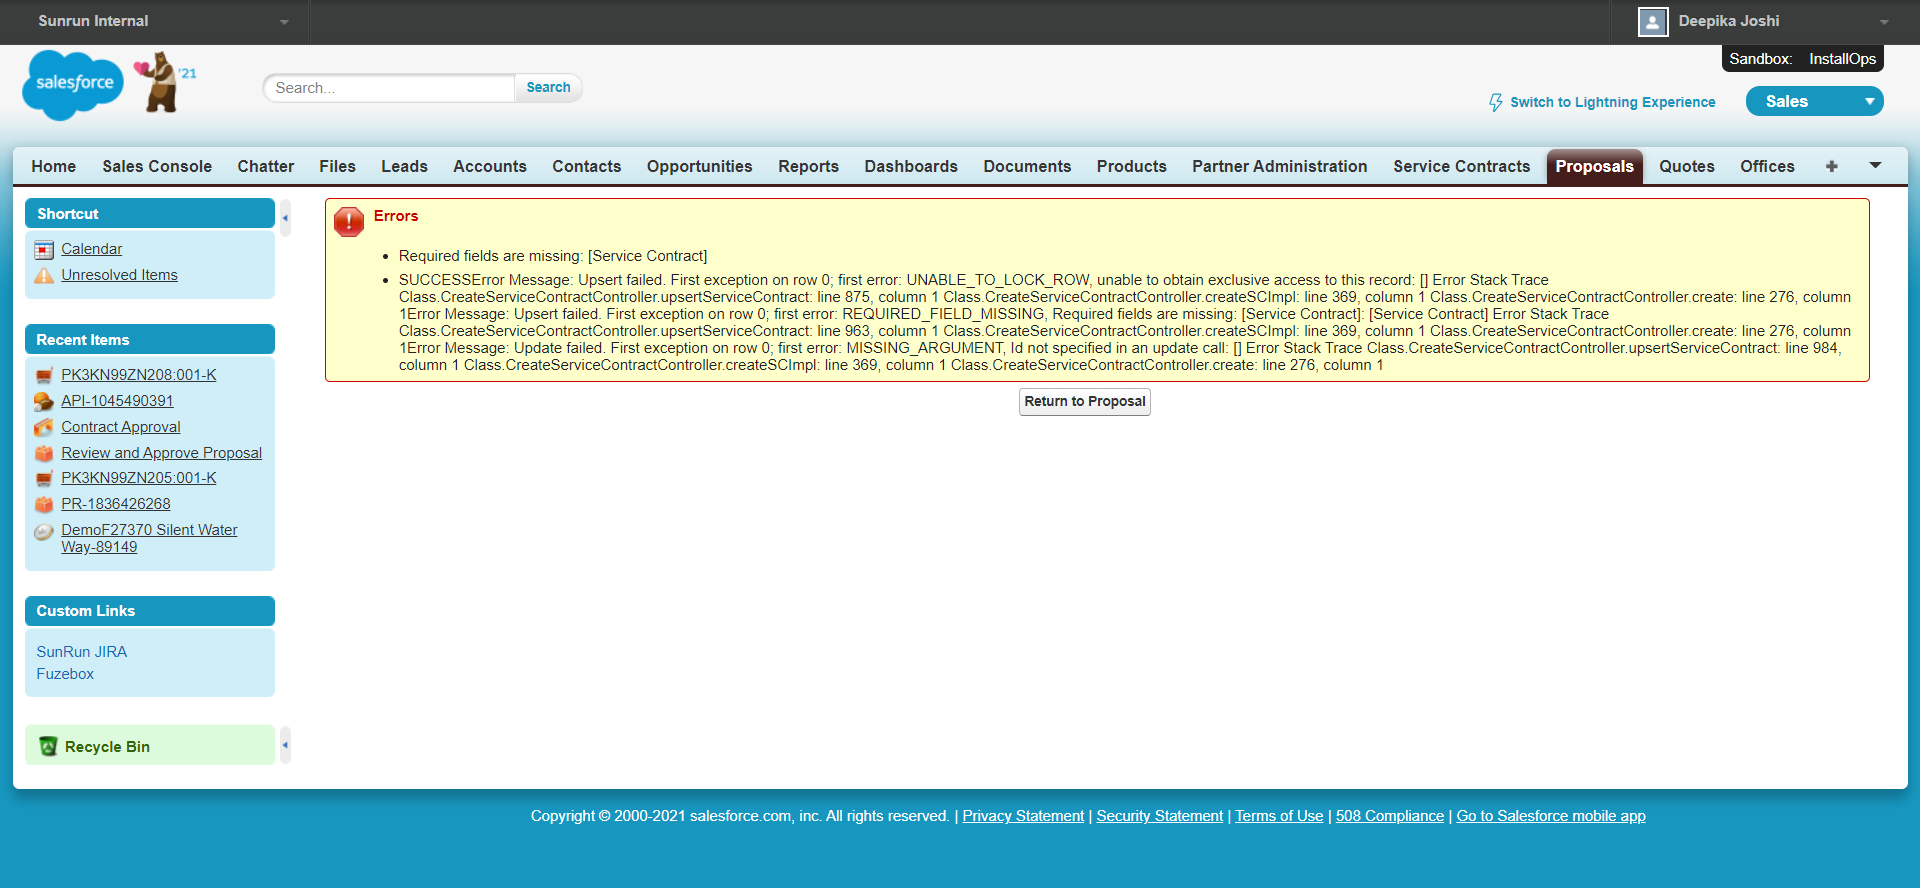 Sunrun Internal
Deepika Joshi
salesforce
'21
Search...
Search
Sandbox: InstallOps
Switch to Lightning Experience
Sales
Home Sales Console Chatter Files Leads Accounts Contacts Opportunities Reports Dashboards Documents Products Partner Administration Service Contracts Proposals Quotes Offices +
Shortcut
Calendar
Unresolved Items
Recent Items
PK3KN99ZN208:001-K
API-1045490391
Contract Approval
Review and Approve Proposal
PK3KN99ZN205:001-K
PR-1836426268
DemoF27370 Silent Water
Way-89149
Custom Links
SunRun JIRA
Fuzebox
Recycle Bin
Errors
• Required fields are missing: [Service Contract]
• SUCCESSError Message: Upsert failed. First exception on row 0; first error: UNABLE_TO_LOCK_ROW, unable to obtain exclusive access to this record: [] Error Stack Trace
Class.CreateServiceContractController.upsertServiceContract: line 875, column 1 Class.CreateServiceContractController.createSCImpl: line 369, column 1 Class.CreateServiceContractController.create: line 276, column
1Error Message: Upsert failed. First exception on row 0; first error: REQUIRED_FIELD_MISSING, Required fields are missing: [Service Contract]: [Service Contract] Error Stack Trace
Class.CreateServiceContractController.upsertServiceContract: line 963, column 1 Class.CreateServiceContractController.createSCImpl: line 369, column 1 Class.CreateServiceContractController.create: line 276, column
1Error Message: Update failed. First exception on row 0; first error: MISSING_ARGUMENT, Id not specified in an update call: [] Error Stack Trace Class.CreateServiceContractController.upsertServiceContract: line 984,
column 1 Class.CreateServiceContractController.createSCImpl: line 369, column 1 Class.CreateServiceContractController.create: line 276, column 1
Return to Proposal
Copyright © 2000-2021 salesforce.com, inc. All rights reserved. | Privacy Statement | Security Statement | Terms of Use | 508 Compliance | Go to Salesforce mobile app